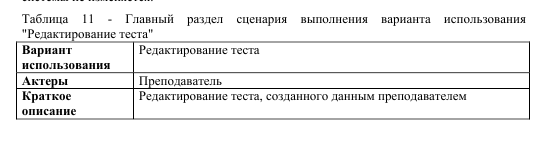 Таблица 11 - Главный раздел сценария выполнения варианта использования
"Редактирование теста"
Вариант использования Редактирование теста
Актеры Преподаватель
Краткое описание Редактирование теста, созданного данным преподавателем